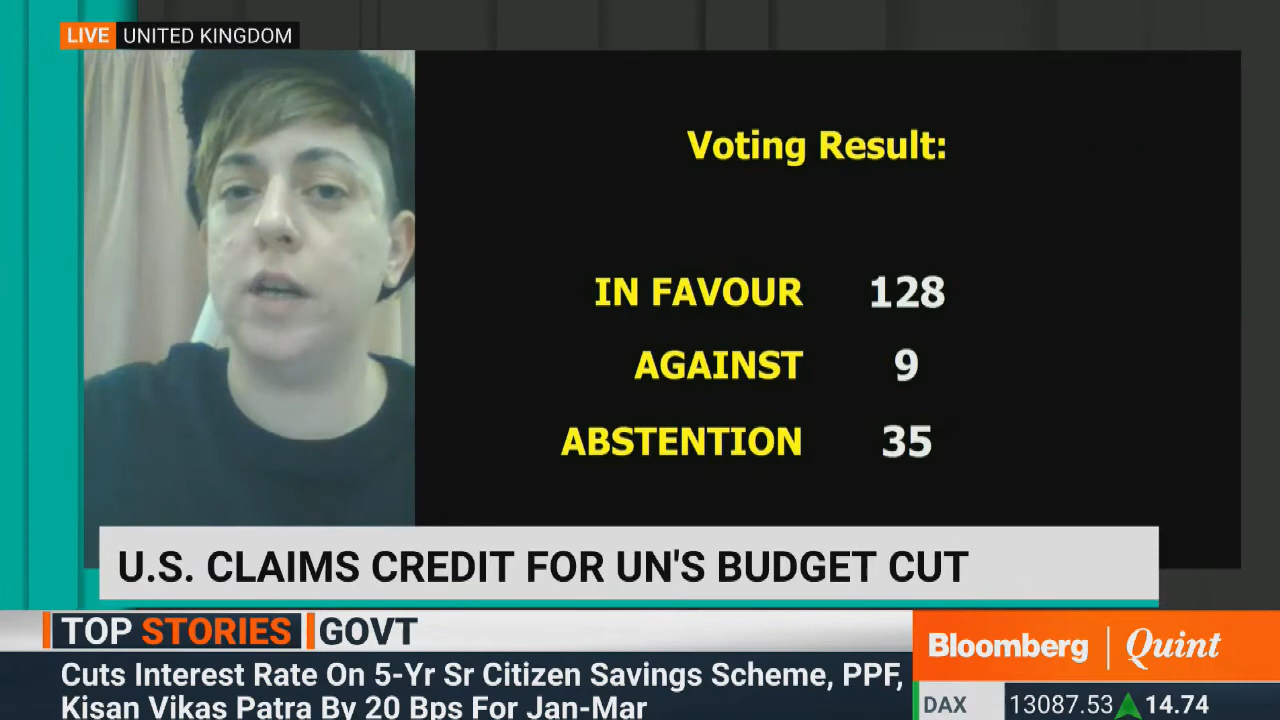 LIVE UNITED KINGDOM
Voting Result:
IN FAVOUR 128
AGAINST 9
ABSTENTION 35
U.S. CLAIMS CREDIT FOR UN'S BUDGET CUT
TOP STORIES GOVT
Cuts Interest Rate On 5-Yr Sr Citizen Savings Scheme, PPF,
Kisan Vikas Patra By 20 Bps For Jan-Mar
Bloomberg | Quint
DAX 13087.53 14.74